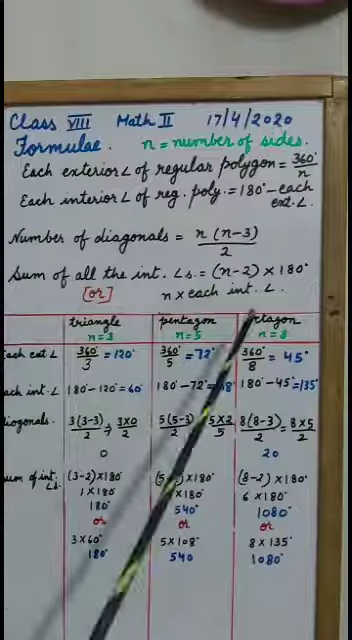 Class VIII Math II 17/4/2020
Formulae. n = number of sides.
Each exterior ∠ of regular polygon = 360°/n
Each interior ∠ of reg. poly. = 180° - each
ext. ∠.
Number of diagonals = n(n-3)/2
Sum of all the int. ∠s. = (n-2) × 180°
[or] n × each int. ∠.
triangle pentagon octagon
n=3 n=5 n=8
each ext ∠ 360°/3 = 120° 360°/5 = 72° 360°/8 = 45°
ach int. ∠ 180° - 120° = 60° 180° - 72° = 180° - 45° = 135°
diagonals. 3(3-3)/2 = 3×0/2 5(5-3)/2 8(8-3)/2 = 8×5/2
0 20
sum of int. (3-2)×180° ×180° (8-2)×180°
∠s 1×180° ×180° 6×180°
180° 540° 1080°
or or or
3×60° 5×108° 8×135°
180° 540 1080°